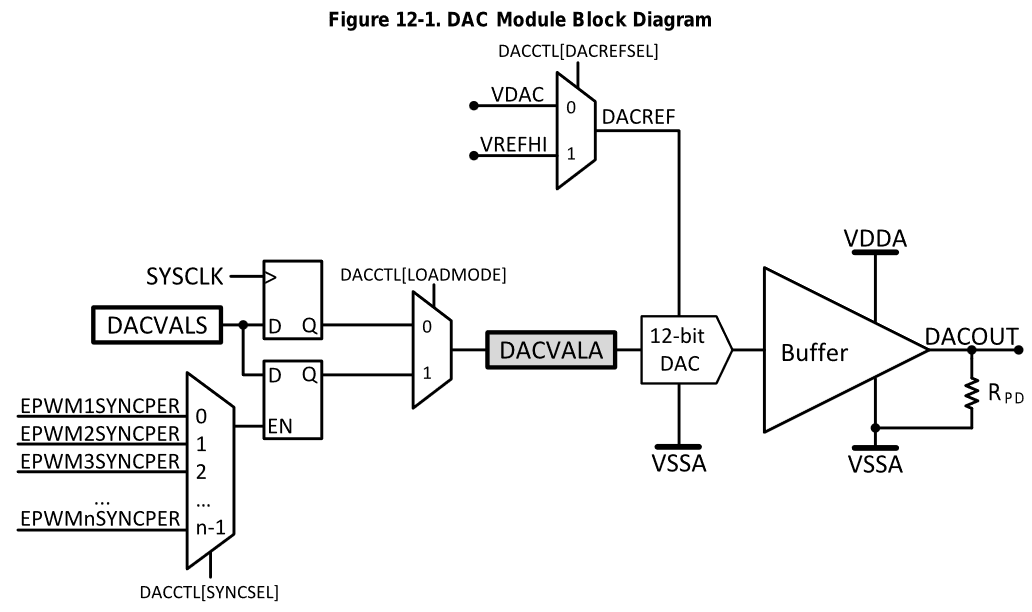 Figure 12-1. DAC Module Block Diagram
DACCTL[DACREFSEL]
VDAC
0
DACREF
VREFHI
1
VDDA
SYSCLK
DACCTL[LOADMODE]
DACVALS
D Q
0
12-bit
DAC
DACOUT
DACVALA
Buffer
D Q
1
RPD
EN
EPWM1SYNCPER
0
EPWM2SYNCPER
1
EPWM3SYNCPER
2
...
...
EPWMnSYNCPER
n-1
VSSA
VSSA
DACCTL[SYNCSEL]